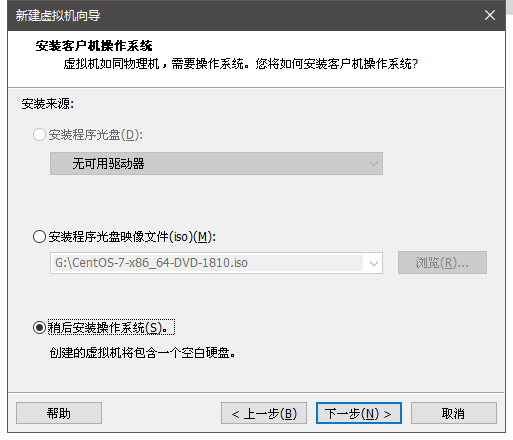 新建虚拟机向导
安装客户机操作系统
虚拟机如同物理机，需要操作系统。您将如何安装客户机操作系统?
安装来源:
安装程序光盘(D):
无可用驱动器
安装程序光盘映像文件(iso)(M):
G:\CentOS-7-x86_64-DVD-1810.iso
浏览(R)...
稍后安装操作系统(S)。
创建的虚拟机将包含一个空白硬盘。
帮助
< 上一步(B)
下一步(N) >
取消